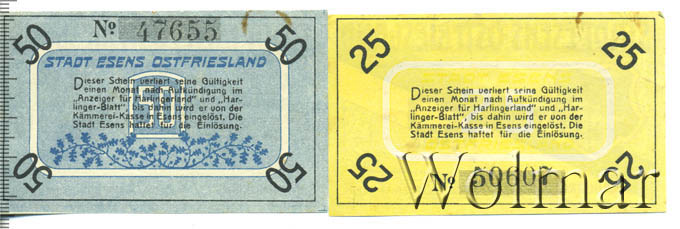 50 № 47655 50
STADT ESENS OSTFRIESLAND
Dieser Schein verliert seine Gültigkeit
einen Monat nach Aufkündigung im
"Anzeiger für Harlingerland" und "Har-
linger-Blatt", bis dahin wird er von der
Kämmerei-Kasse in Esens eingelöst. Die
Stadt Esens haftet für die Einlösung.
50 50
25 25
Dieser Schein verliert seine Gültigkeit
einen Monat nach Aufkündigung im
"Anzeiger für Harlingerland" und "Har-
linger-Blatt", bis dahin wird er von der
Kämmerei-Kasse in Esens eingelöst. Die
Stadt Esens haftet für die Einlösung.
25 № 50605 25
Wolmar